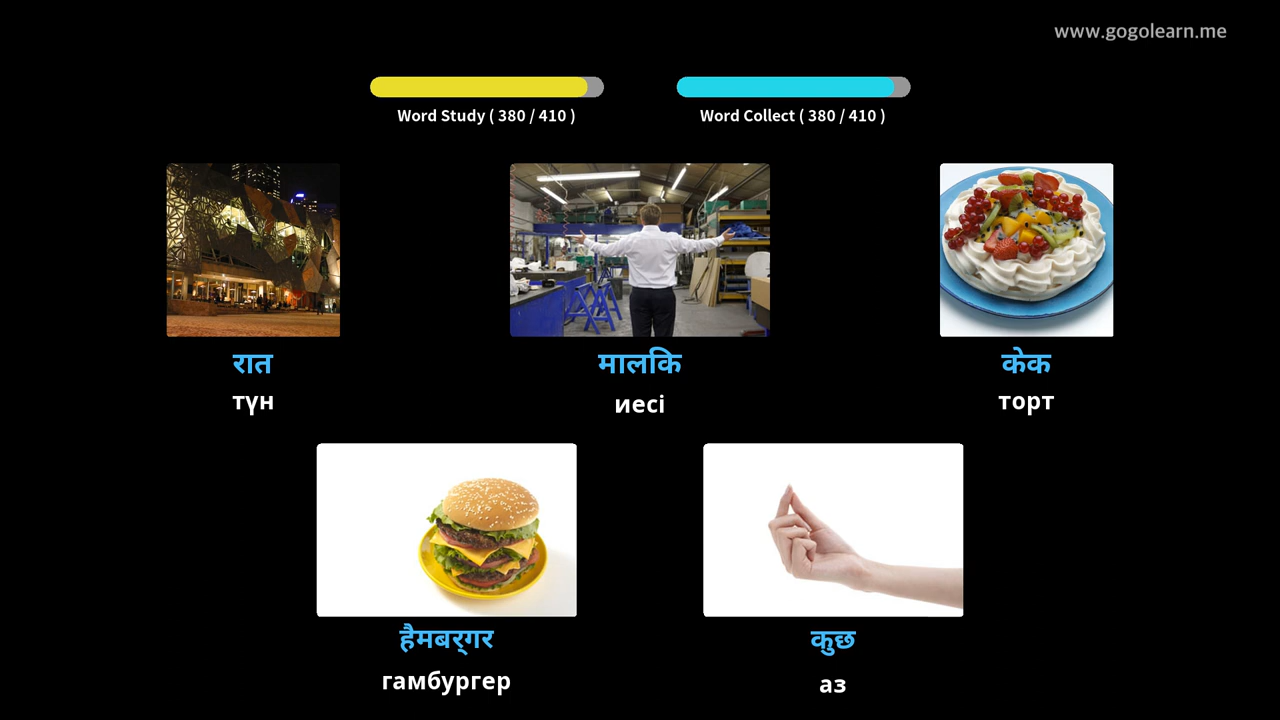 www.gogolearn.me
Word Study ( 380 / 410 )
Word Collect ( 380 / 410 )
रात
түн
मालकि
иесі
केक
торт
हैमबर्गर
гамбургер
कुछ
аз